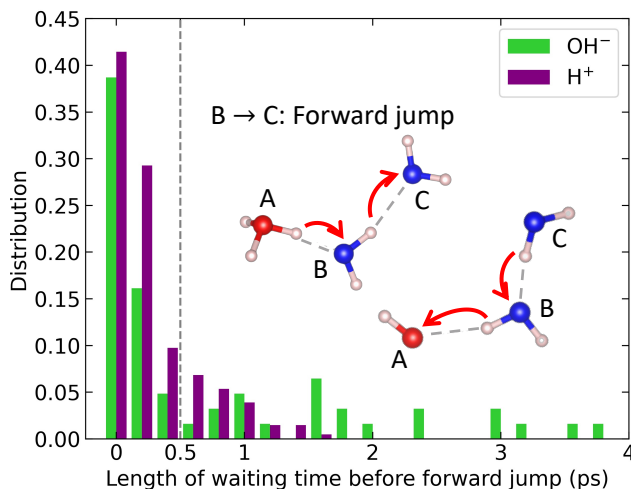 0.45
0.40
0.35
0.30
0.25
0.20
0.15
0.10
0.05
0.00
Distribution
OH⁻
H⁺
B → C: Forward jump
A
B
C
C
B
A
0
0.5
1
2
3
4
Length of waiting time before forward jump (ps)